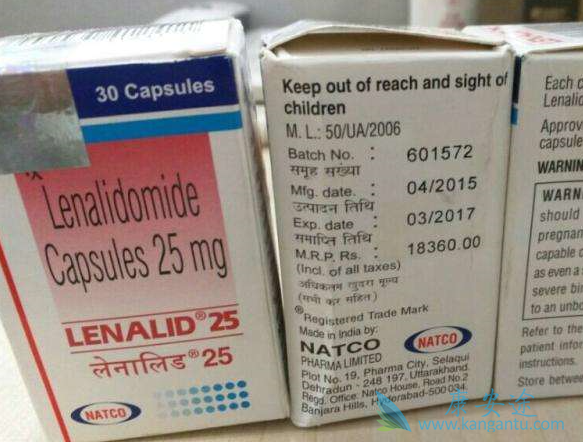 30 Capsules
Rx
Lenalidomide
Capsules 25 mg
LENALID® 25
लेनालिड® 25
NATCO
Keep out of reach and sight of
children
M. L.: 50/UA/2006
Batch No. : 601572
समूह संख्या
Mfg. date. : 04/2015
उत्पादन तिथि
Exp. date : 03/2017
समाप्ति तिथि
M.R.P. Rs. : 18360.00
(Incl. of all taxes)
अधिकतम खुदरा मूल्य
(सभी कर सहित)
®Registered Trade Mark
Made in India by:
NATCO
PHARMA LIMITED
NATCO
Plot No. 19, Pharma City, Selaqui
Dehradun - 248 197, Uttarakhand.
Regd. Office: Natco House, Road No.2
Banjara Hills, Hyderabad-500 034.
Each c
Lenalid
Approv
capsule
WARNIN
WARN
should
pregnan
capable o
as even a
severe bir
to an unbo
Refer to the
patient infor
instructions.
Store betwee
康安途
www.kangantu.com